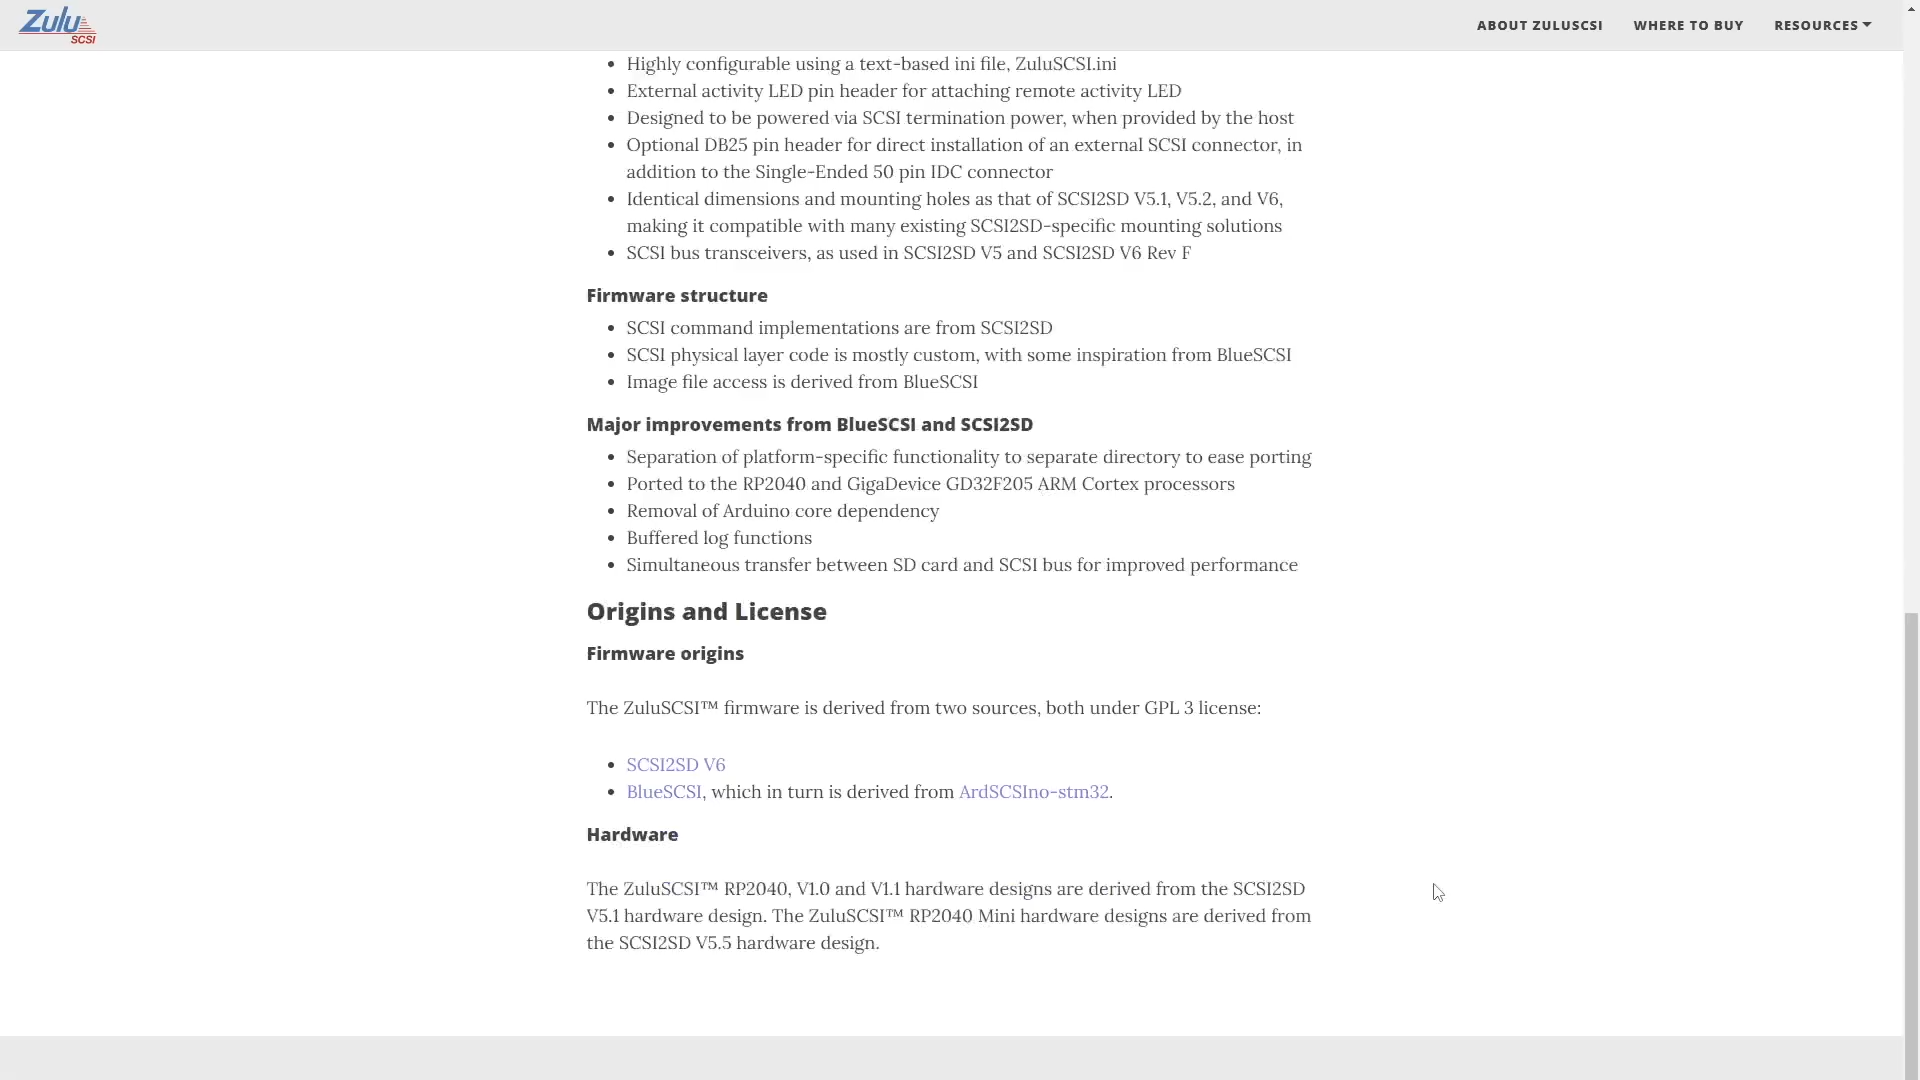 Zulu
SCSI
ABOUT ZULUSCSI WHERE TO BUY RESOURCES
• Highly configurable using a text-based ini file, ZuluSCSI.ini
• External activity LED pin header for attaching remote activity LED
• Designed to be powered via SCSI termination power, when provided by the host
• Optional DB25 pin header for direct installation of an external SCSI connector, in
addition to the Single-Ended 50 pin IDC connector
• Identical dimensions and mounting holes as that of SCSI2SD V5.1, V5.2, and V6,
making it compatible with many existing SCSI2SD-specific mounting solutions
• SCSI bus transceivers, as used in SCSI2SD V5 and SCSI2SD V6 Rev F
Firmware structure
• SCSI command implementations are from SCSI2SD
• SCSI physical layer code is mostly custom, with some inspiration from BlueSCSI
• Image file access is derived from BlueSCSI
Major improvements from BlueSCSI and SCSI2SD
• Separation of platform-specific functionality to separate directory to ease porting
• Ported to the RP2040 and GigaDevice GD32F205 ARM Cortex processors
• Removal of Arduino core dependency
• Buffered log functions
• Simultaneous transfer between SD card and SCSI bus for improved performance
Origins and License
Firmware origins
The ZuluSCSI™ firmware is derived from two sources, both under GPL 3 license:
• SCSI2SD V6
• BlueSCSI, which in turn is derived from ArdSCSIno-stm32.
Hardware
The ZuluSCSI™ RP2040, V1.0 and V1.1 hardware designs are derived from the SCSI2SD
V5.1 hardware design. The ZuluSCSI™ RP2040 Mini hardware designs are derived from
the SCSI2SD V5.5 hardware design.